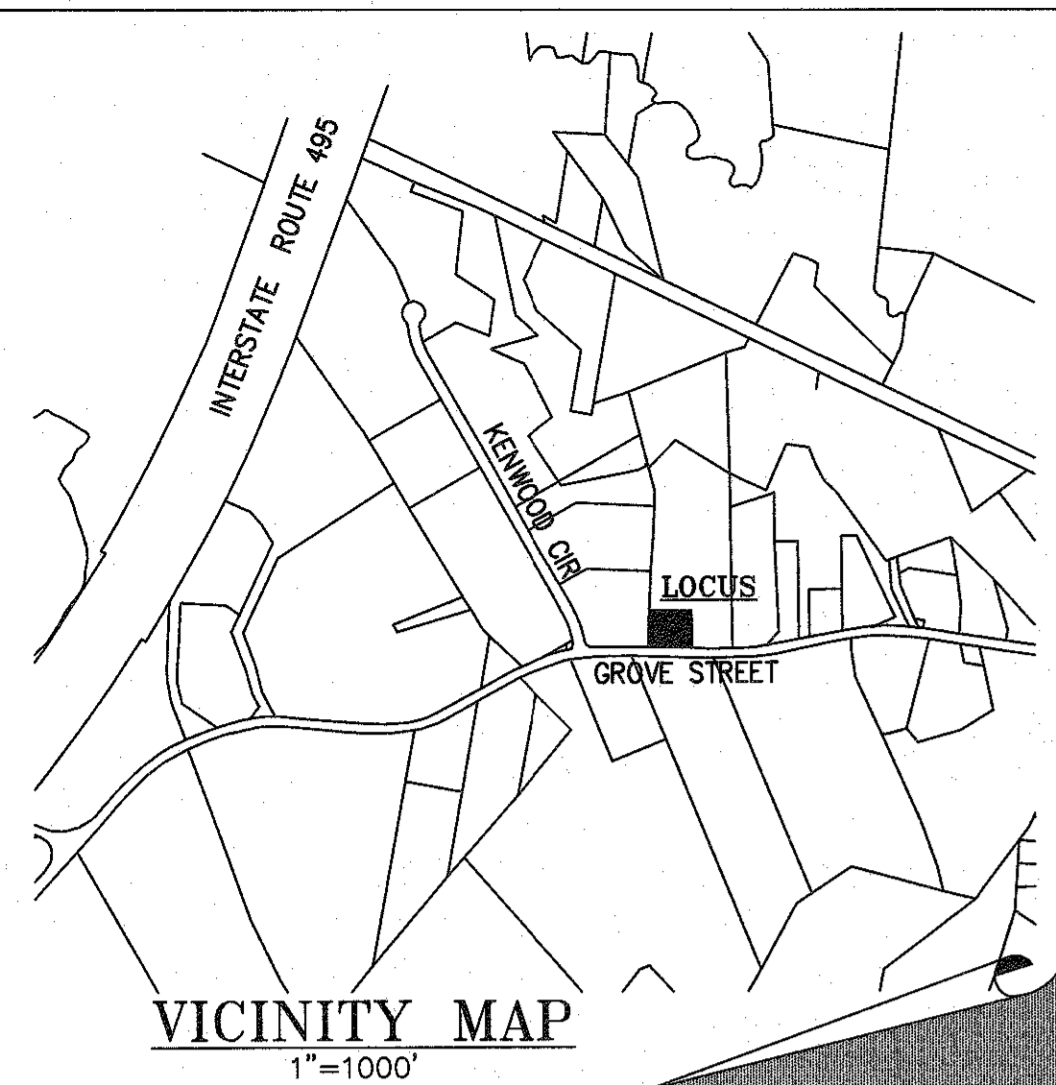 INTERSTATE ROUTE 495
KENWOOD CIR
LOCUS
GROVE STREET
VICINITY MAP
1"=1000'